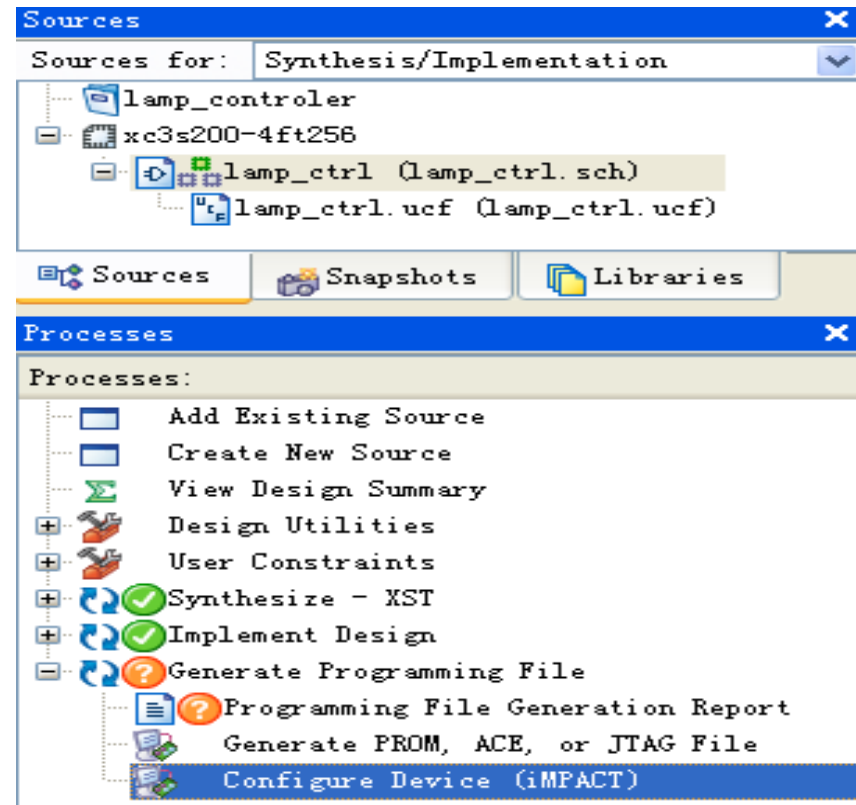 Sources
Sources for: Synthesis/Implementation
lamp_controler
xc3s200-4ft256
lamp_ctrl (lamp_ctrl.sch)
lamp_ctrl.ucf (lamp_ctrl.ucf)
Sources Snapshots Libraries
Processes
Processes:
Add Existing Source
Create New Source
View Design Summary
Design Utilities
User Constraints
Synthesize - XST
Implement Design
Generate Programming File
Programming File Generation Report
Generate PROM, ACE, or JTAG File
Configure Device (iMPACT)